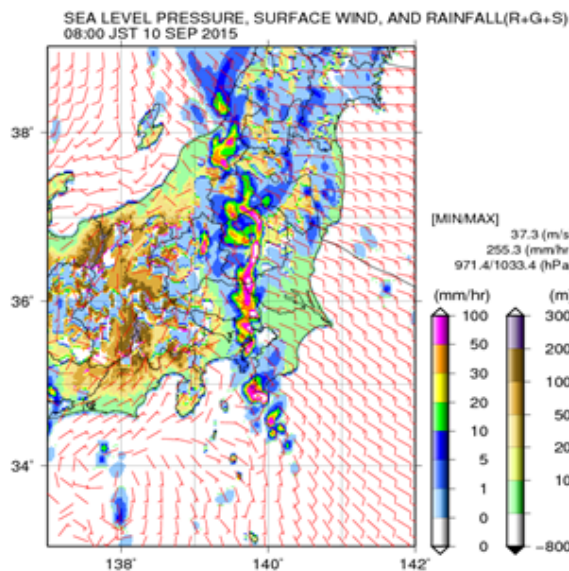 SEA LEVEL PRESSURE, SURFACE WIND, AND RAINFALL(R+G+S)
08:00 JST 10 SEP 2015
[MIN/MAX]
37.3 (m/s
255.3 (mm/hr)
971.4/1033.4 (hPa)
(mm/hr) (m)
100 300
50 200
30 100
20 50
10 20
5 10
1
0
0 −800
38°
36°
34°
138° 140° 142°